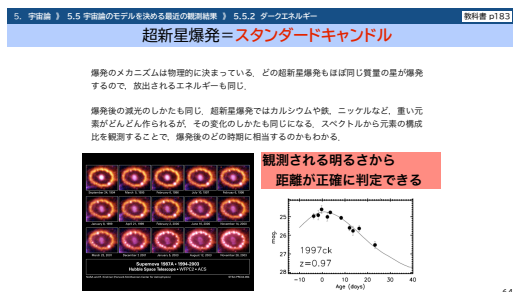 5. 宇宙論 》 5.5 宇宙論のモデルを決める最近の観測結果 》 5.5.2 ダークエネルギー
教科書 p183
超新星爆発=スタンダードキャンドル
爆発のメカニズムは物理的に決まっている．どの超新星爆発もほぼ同じ質量の星が爆発
するので，放出されるエネルギーも同じ．
爆発後の減光のしかたも同じ．超新星爆発ではカルシウムや鉄，ニッケルなど，重い元
素がどんどん作られるが，その変化のしかたも同じになる．スペクトルから元素の構成
比を観測することで，爆発後のどの時期に相当するのかもわかる．
観測される明るさから
距離が正確に判定できる
Supernova 1987A • 1994-2003
Hubble Space Telescope • WFPC2 • ACS
mag.
25
26
27
28
1997ck
z=0.97
-10 0 10 20 30 40
Age (days)